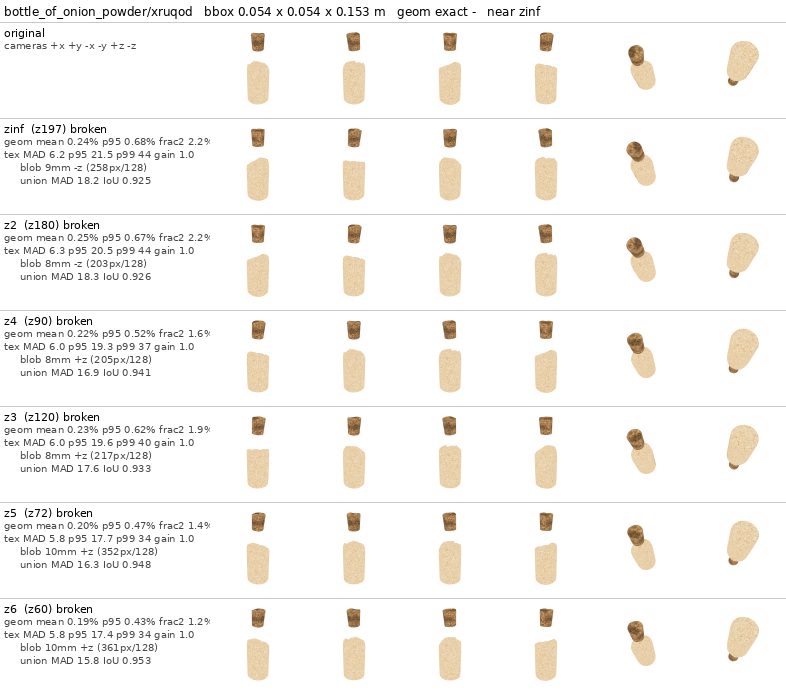 bottle_of_onion_powder/xruqod bbox 0.054 x 0.054 x 0.153 m geom exact - near zinf
original
cameras +x +y -x -y +z -z
zinf (z197) broken
geom mean 0.24% p95 0.68% frac2 2.2%
tex MAD 6.2 p95 21.5 p99 44 gain 1.0
blob 9mm -z (258px/128)
union MAD 18.2 IoU 0.925
z2 (z180) broken
geom mean 0.25% p95 0.67% frac2 2.2%
tex MAD 6.3 p95 20.5 p99 44 gain 1.0
blob 8mm -z (203px/128)
union MAD 18.3 IoU 0.926
z4 (z90) broken
geom mean 0.22% p95 0.52% frac2 1.6%
tex MAD 6.0 p95 19.3 p99 37 gain 1.0
blob 8mm +z (205px/128)
union MAD 16.9 IoU 0.941
z3 (z120) broken
geom mean 0.23% p95 0.62% frac2 1.9%
tex MAD 6.0 p95 19.6 p99 40 gain 1.0
blob 8mm +z (217px/128)
union MAD 17.6 IoU 0.933
z5 (z72) broken
geom mean 0.20% p95 0.47% frac2 1.4%
tex MAD 5.8 p95 17.7 p99 34 gain 1.0
blob 10mm +z (352px/128)
union MAD 16.3 IoU 0.948
z6 (z60) broken
geom mean 0.19% p95 0.43% frac2 1.2%
tex MAD 5.8 p95 17.4 p99 34 gain 1.0
blob 10mm +z (361px/128)
union MAD 15.8 IoU 0.953